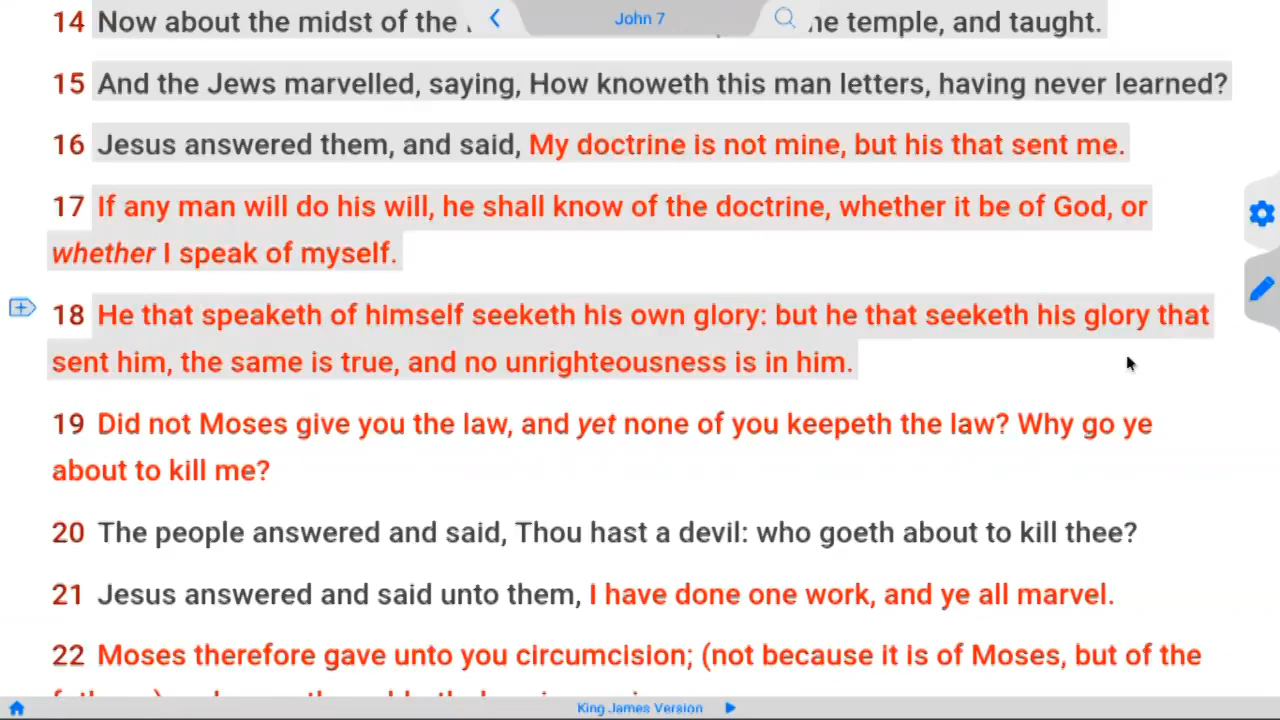 John 7
14 Now about the midst of the he temple, and taught.
15 And the Jews marvelled, saying, How knoweth this man letters, having never learned?
16 Jesus answered them, and said, My doctrine is not mine, but his that sent me.
17 If any man will do his will, he shall know of the doctrine, whether it be of God, or
whether I speak of myself.
18 He that speaketh of himself seeketh his own glory: but he that seeketh his glory that
sent him, the same is true, and no unrighteousness is in him.
19 Did not Moses give you the law, and yet none of you keepeth the law? Why go ye
about to kill me?
20 The people answered and said, Thou hast a devil: who goeth about to kill thee?
21 Jesus answered and said unto them, I have done one work, and ye all marvel.
22 Moses therefore gave unto you circumcision; (not because it is of Moses, but of the
King James Version